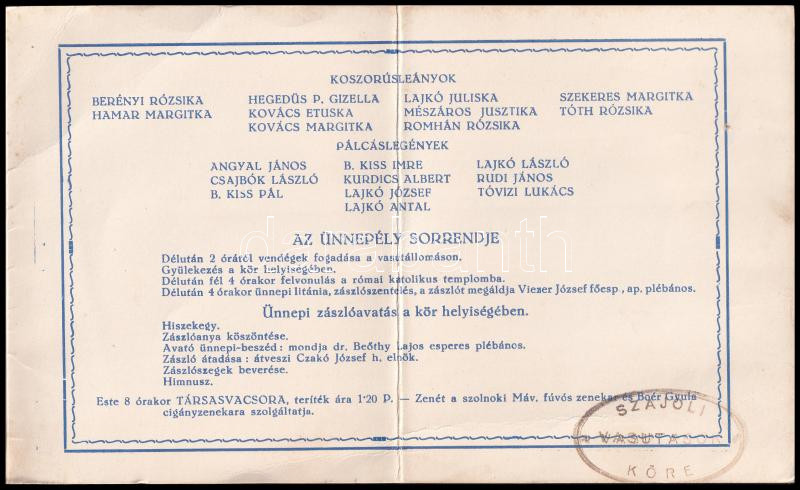 KOSZORÚSLEÁNYOK
BERÉNYI RÓZSIKA HEGEDÜS P. GIZELLA LAJKÓ JULISKA SZEKERES MARGITKA
HAMAR MARGITKA KOVÁCS ETUSKA MÉSZÁROS JUSZTIKA TÓTH RÓZSIKA
KOVÁCS MARGITKA ROMHÁN RÓZSIKA
PÁLCÁSLEGÉNYEK
ANGYAL JÁNOS B. KISS IMRE LAJKÓ LÁSZLÓ
CSAJBÓK LÁSZLÓ KURDICS ALBERT RUDI JÁNOS
B. KISS PÁL LAJKÓ JÓZSEF TÓVIZI LUKÁCS
LAJKÓ ANTAL
AZ ÜNNEPÉLY SORRENDJE
Délután 2 órától vendégek fogadása a vasutállomáson.
Gyülekezés a kör helyiségében.
Délután fél 4 órakor felvonulás a római katolikus templomba.
Délután 4 órakor ünnepi litánia, zászlószentelés, a zászlót megáldja Viezer József főesp., ap. plébános.
Ünnepi zászlóavatás a kör helyiségében.
Hiszekegy.
Zászlóanya köszöntése.
Avató ünnepi-beszéd: mondja dr. Beőthy Lajos esperes plébános.
Zászló átadása: átveszi Czakó József h. elnök.
Zászlószegek beverése.
Himnusz.
Este 8 órakor TÁRSASVACSORA, teríték ára 1·20 P. — Zenét a szolnoki Máv. fúvós zenekar és Boér Gyula
cigányzenekara szolgáltatja.
SZAJOLI
VASUTASOK
KÖRE
darabanth